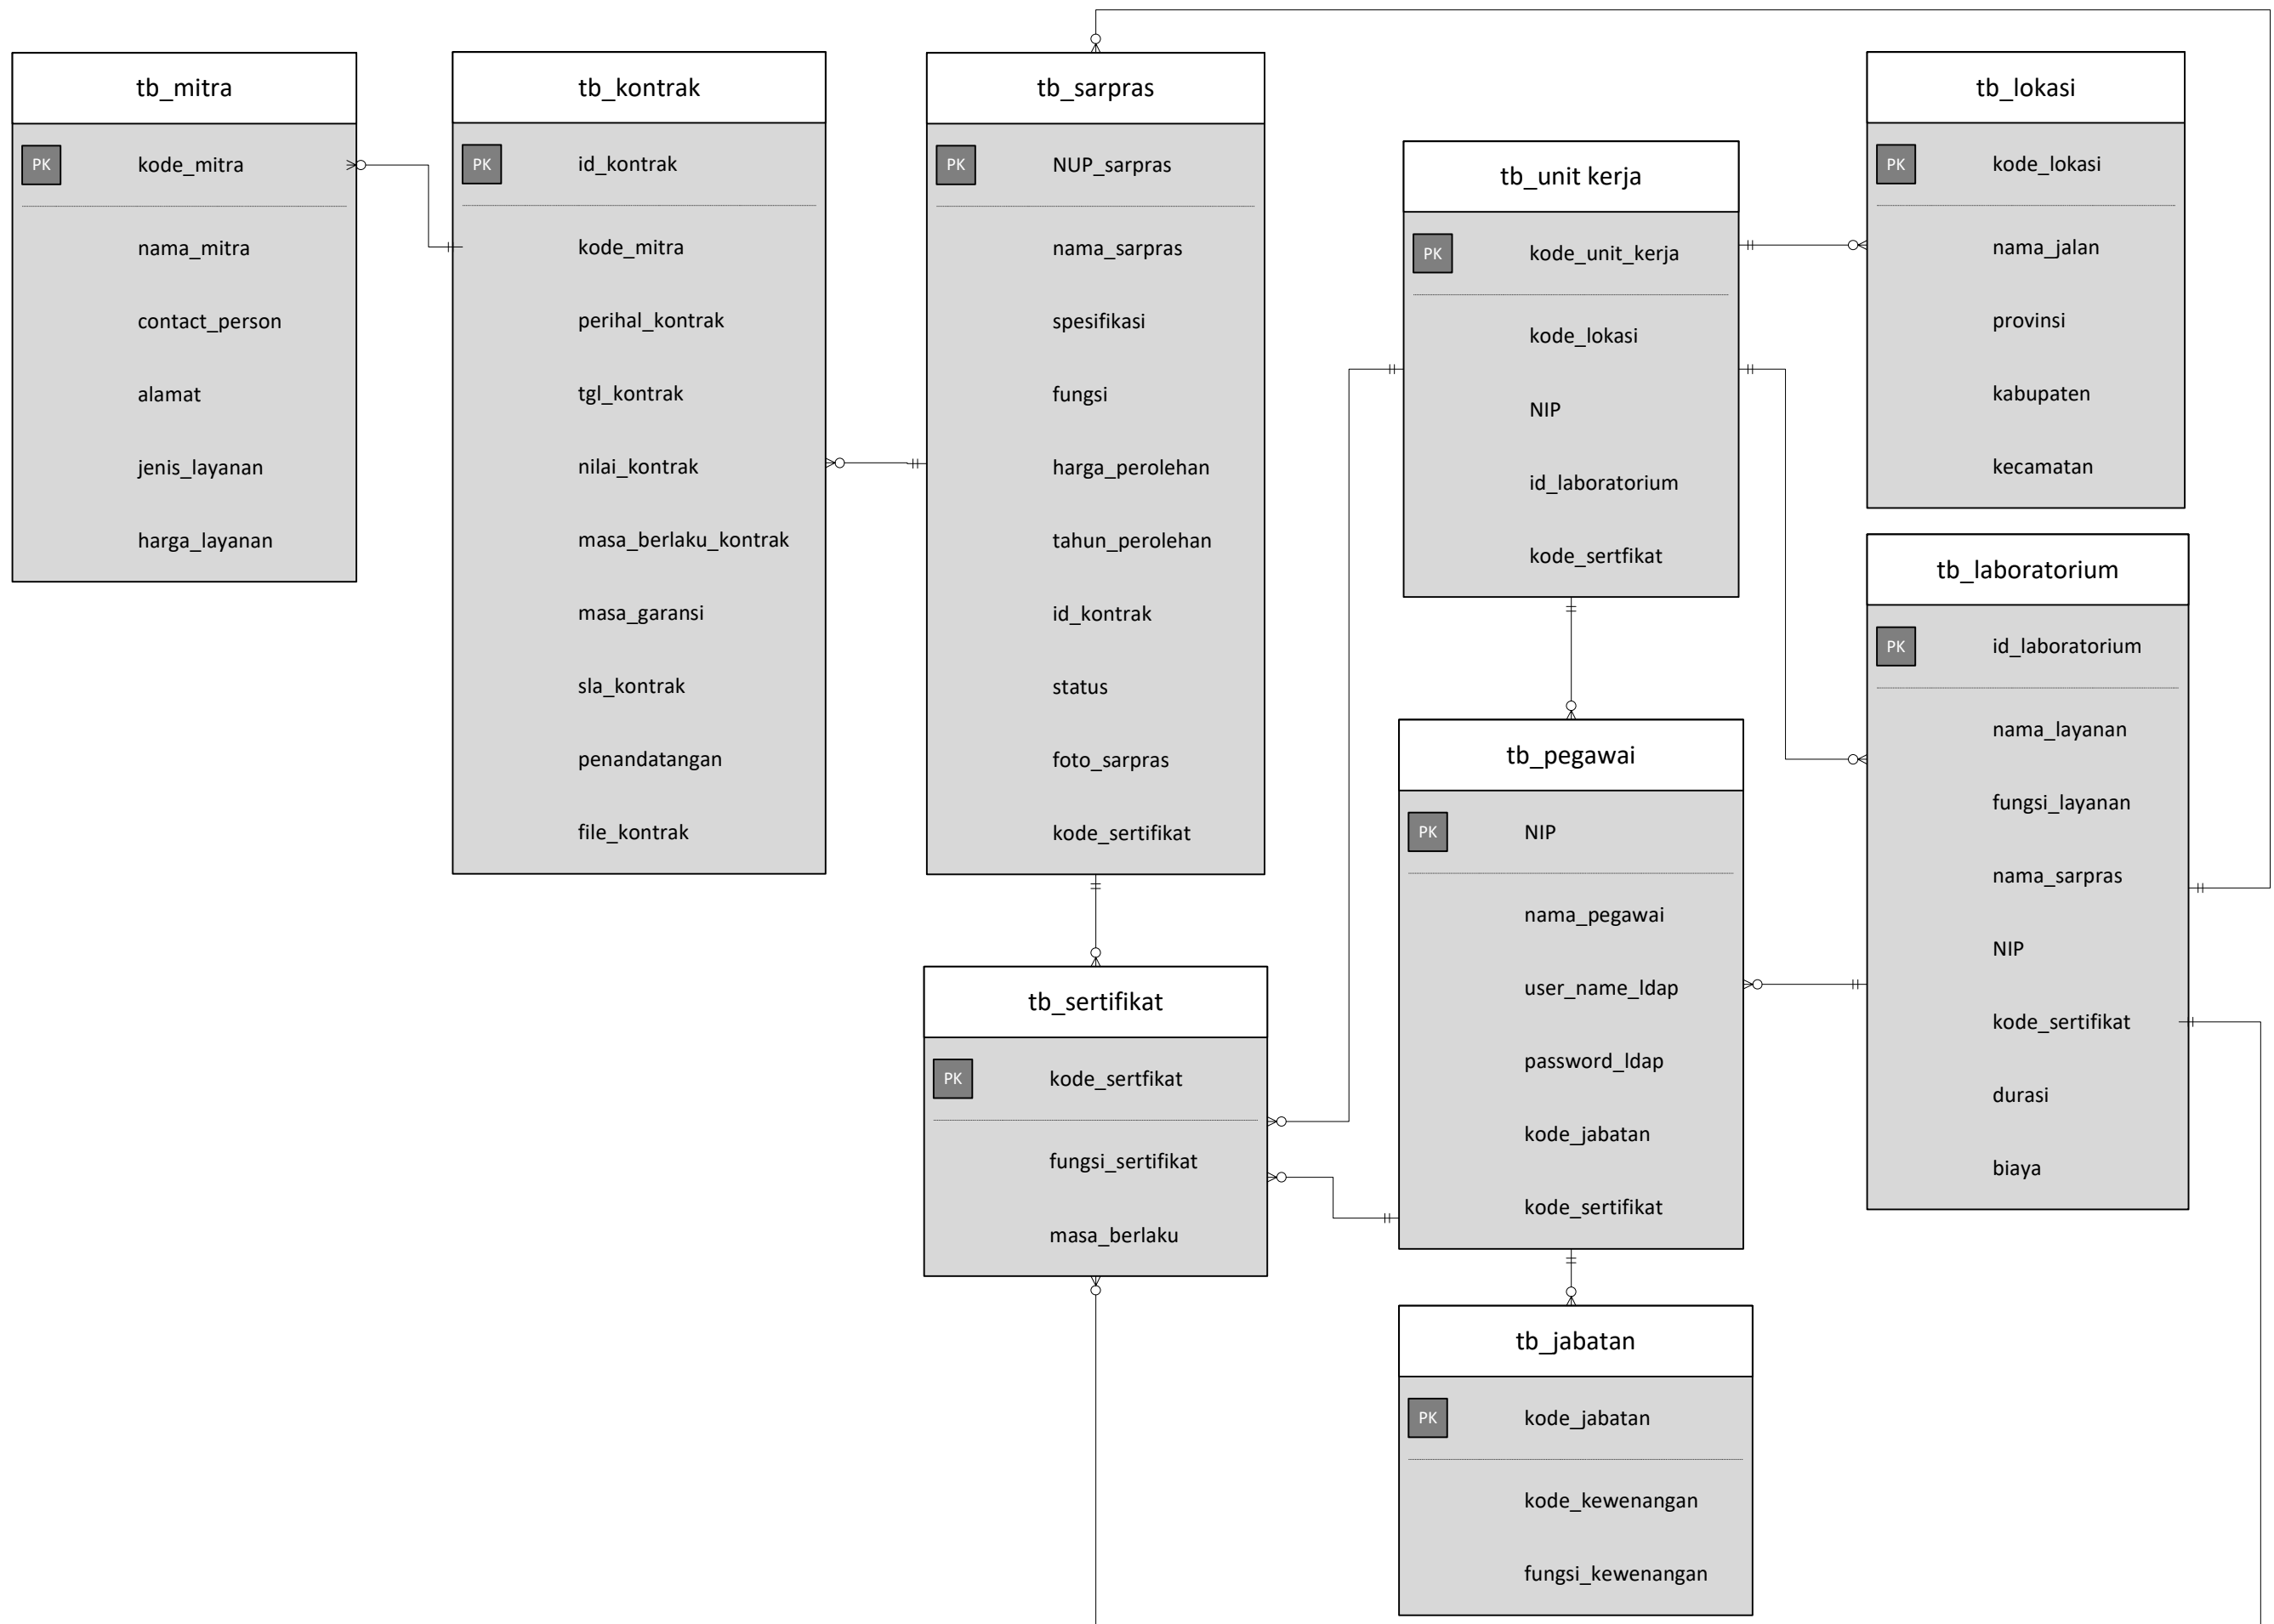 tb_mitra
PK kode_mitra
nama_mitra
contact_person
alamat
jenis_layanan
harga_layanan
tb_kontrak
PK id_kontrak
kode_mitra
perihal_kontrak
tgl_kontrak
nilai_kontrak
masa_berlaku_kontrak
masa_garansi
sla_kontrak
penandatangan
file_kontrak
tb_sarpras
PK NUP_sarpras
nama_sarpras
spesifikasi
fungsi
harga_perolehan
tahun_perolehan
id_kontrak
status
foto_sarpras
kode_sertifikat
tb_sertifikat
PK kode_sertfikat
fungsi_sertifikat
masa_berlaku
tb_unit kerja
PK kode_unit_kerja
kode_lokasi
NIP
id_laboratorium
kode_sertfikat
tb_pegawai
PK NIP
nama_pegawai
user_name_ldap
password_ldap
kode_jabatan
kode_sertifikat
tb_jabatan
PK kode_jabatan
kode_kewenangan
fungsi_kewenangan
tb_lokasi
PK kode_lokasi
nama_jalan
provinsi
kabupaten
kecamatan
tb_laboratorium
PK id_laboratorium
nama_layanan
fungsi_layanan
nama_sarpras
NIP
kode_sertifikat
durasi
biaya